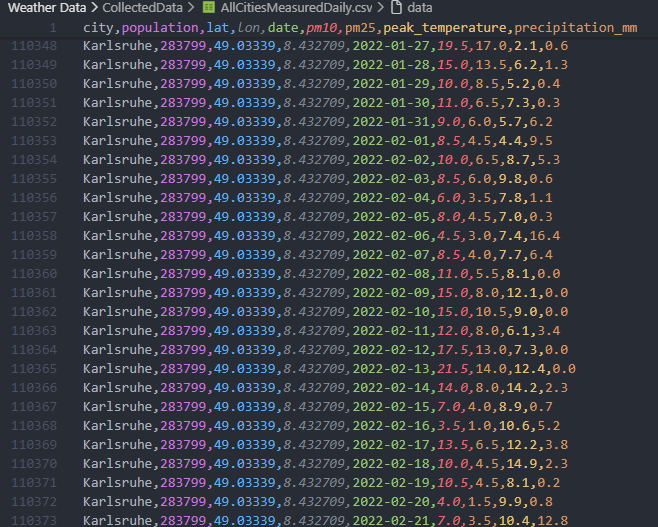 Weather Data > CollectedData > AllCitiesMeasuredDaily.csv > data
1 city,population,lat,lon,date,pm10,pm25,peak_temperature,precipitation_mm
110348 Karlsruhe,283799,49.03339,8.432709,2022-01-27,19.5,17.0,2.1,0.6
110349 Karlsruhe,283799,49.03339,8.432709,2022-01-28,15.0,13.5,6.2,1.3
110350 Karlsruhe,283799,49.03339,8.432709,2022-01-29,10.0,8.5,5.2,0.4
110351 Karlsruhe,283799,49.03339,8.432709,2022-01-30,11.0,6.5,7.3,0.3
110352 Karlsruhe,283799,49.03339,8.432709,2022-01-31,9.0,6.0,5.7,6.2
110353 Karlsruhe,283799,49.03339,8.432709,2022-02-01,8.5,4.5,4.4,9.5
110354 Karlsruhe,283799,49.03339,8.432709,2022-02-02,10.0,6.5,8.7,5.3
110355 Karlsruhe,283799,49.03339,8.432709,2022-02-03,8.5,6.0,9.8,0.6
110356 Karlsruhe,283799,49.03339,8.432709,2022-02-04,6.0,3.5,7.8,1.1
110357 Karlsruhe,283799,49.03339,8.432709,2022-02-05,8.0,4.5,7.0,0.3
110358 Karlsruhe,283799,49.03339,8.432709,2022-02-06,4.5,3.0,7.4,16.4
110359 Karlsruhe,283799,49.03339,8.432709,2022-02-07,8.5,4.0,7.7,6.4
110360 Karlsruhe,283799,49.03339,8.432709,2022-02-08,11.0,5.5,8.1,0.0
110361 Karlsruhe,283799,49.03339,8.432709,2022-02-09,15.0,8.0,12.1,0.0
110362 Karlsruhe,283799,49.03339,8.432709,2022-02-10,15.0,10.5,9.0,0.0
110363 Karlsruhe,283799,49.03339,8.432709,2022-02-11,12.0,8.0,6.1,3.4
110364 Karlsruhe,283799,49.03339,8.432709,2022-02-12,17.5,13.0,7.3,0.0
110365 Karlsruhe,283799,49.03339,8.432709,2022-02-13,21.5,14.0,12.4,0.0
110366 Karlsruhe,283799,49.03339,8.432709,2022-02-14,14.0,8.0,14.2,2.3
110367 Karlsruhe,283799,49.03339,8.432709,2022-02-15,7.0,4.0,8.9,0.7
110368 Karlsruhe,283799,49.03339,8.432709,2022-02-16,3.5,1.0,10.6,5.2
110369 Karlsruhe,283799,49.03339,8.432709,2022-02-17,13.5,6.5,12.2,3.8
110370 Karlsruhe,283799,49.03339,8.432709,2022-02-18,10.0,4.5,14.9,2.3
110371 Karlsruhe,283799,49.03339,8.432709,2022-02-19,10.5,4.5,8.1,0.2
110372 Karlsruhe,283799,49.03339,8.432709,2022-02-20,4.0,1.5,9.9,0.8
110373 Karlsruhe,283799,49.03339,8.432709,2022-02-21,7.0,3.5,10.4,12.8